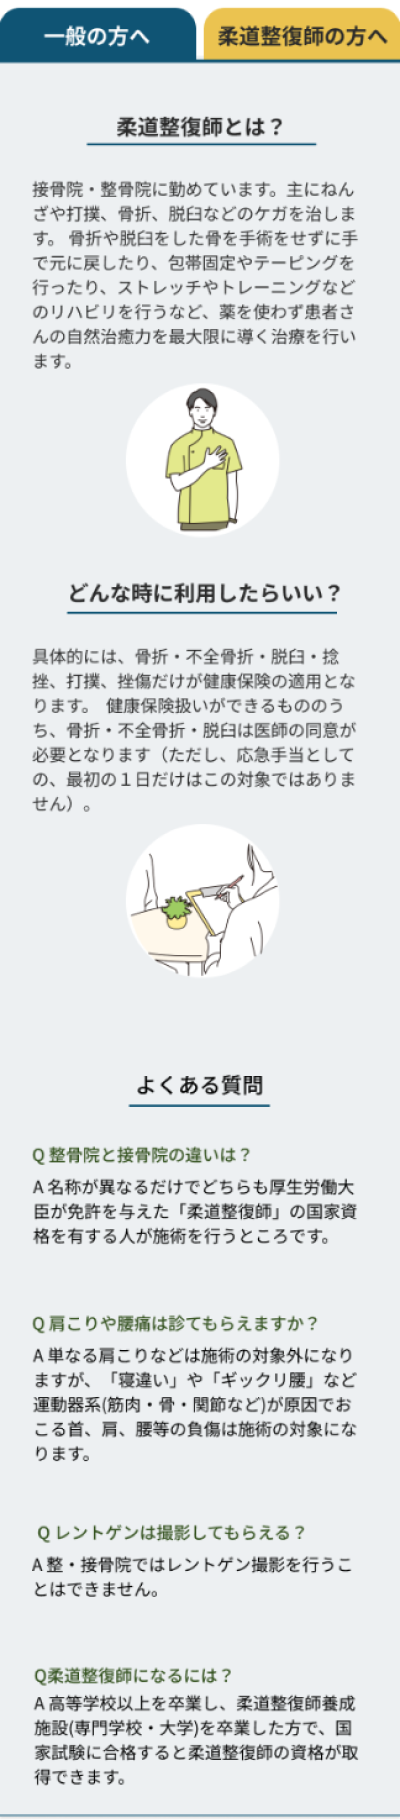 一般の方へ
柔道整復師の方へ
柔道整復師とは？
接骨院・整骨院に勤めています。主にねん
ざや打撲、骨折、脱臼などのケガを治しま
す。 骨折や脱臼をした骨を手術をせずに手
で元に戻したり、包帯固定やテーピングを
行ったり、ストレッチやトレーニングなど
のリハビリを行うなど、薬を使わず患者さ
んの自然治癒力を最大限に導く治療を行い
ます。
どんな時に利用したらいい？
具体的には、骨折・不全骨折・脱臼・捻
挫、打撲、挫傷だけが健康保険の適用とな
ります。 健康保険扱いができるもののう
ち、骨折・不全骨折・脱臼は医師の同意が
必要となります（ただし、応急手当として
の、最初の１日だけはこの対象ではありま
せん）。
よくある質問
Q 整骨院と接骨院の違いは？
A 名称が異なるだけでどちらも厚生労働大
臣が免許を与えた「柔道整復師」の国家資
格を有する人が施術を行うところです。
Q 肩こりや腰痛は診てもらえますか？
A 単なる肩こりなどは施術の対象外になり
ますが、「寝違い」や「ギックリ腰」など
運動器系(筋肉・骨・関節など)が原因でお
こる首、肩、腰等の負傷は施術の対象にな
ります。
Q レントゲンは撮影してもらえる？
A 整・接骨院ではレントゲン撮影を行うこ
とはできません。
Q柔道整復師になるには？
A 高等学校以上を卒業し、柔道整復師養成
施設(専門学校・大学)を卒業した方で、国
家試験に合格すると柔道整復師の資格が取
得できます。